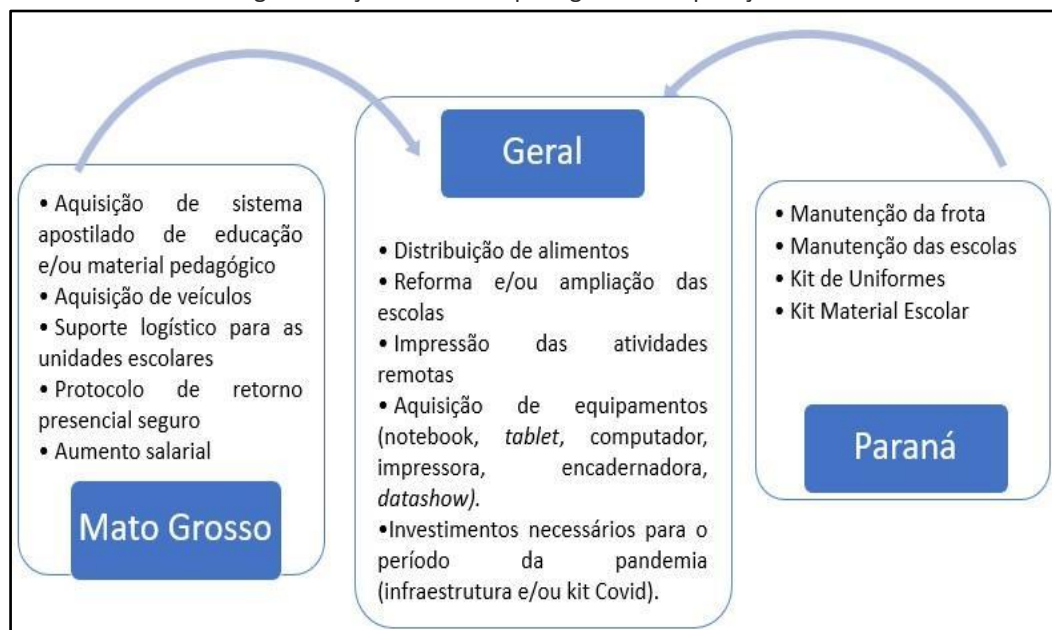 • Aquisição de sistema
apostilado de educação
e/ou material pedagógico
• Aquisição de veículos
• Suporte logístico para as
unidades escolares
• Protocolo de retorno
presencial seguro
• Aumento salarial
Mato Grosso
Geral
• Distribuição de alimentos
• Reforma e/ou ampliação das
escolas
• Impressão das atividades
remotas
• Aquisição de equipamentos
(notebook, tablet, computador,
impressora, encadernadora,
datashow).
•Investimentos necessários para o
período da pandemia
(infraestrutura e/ou kit Covid).
• Manutenção da frota
• Manutenção das escolas
• Kit de Uniformes
• Kit Material Escolar
Paraná